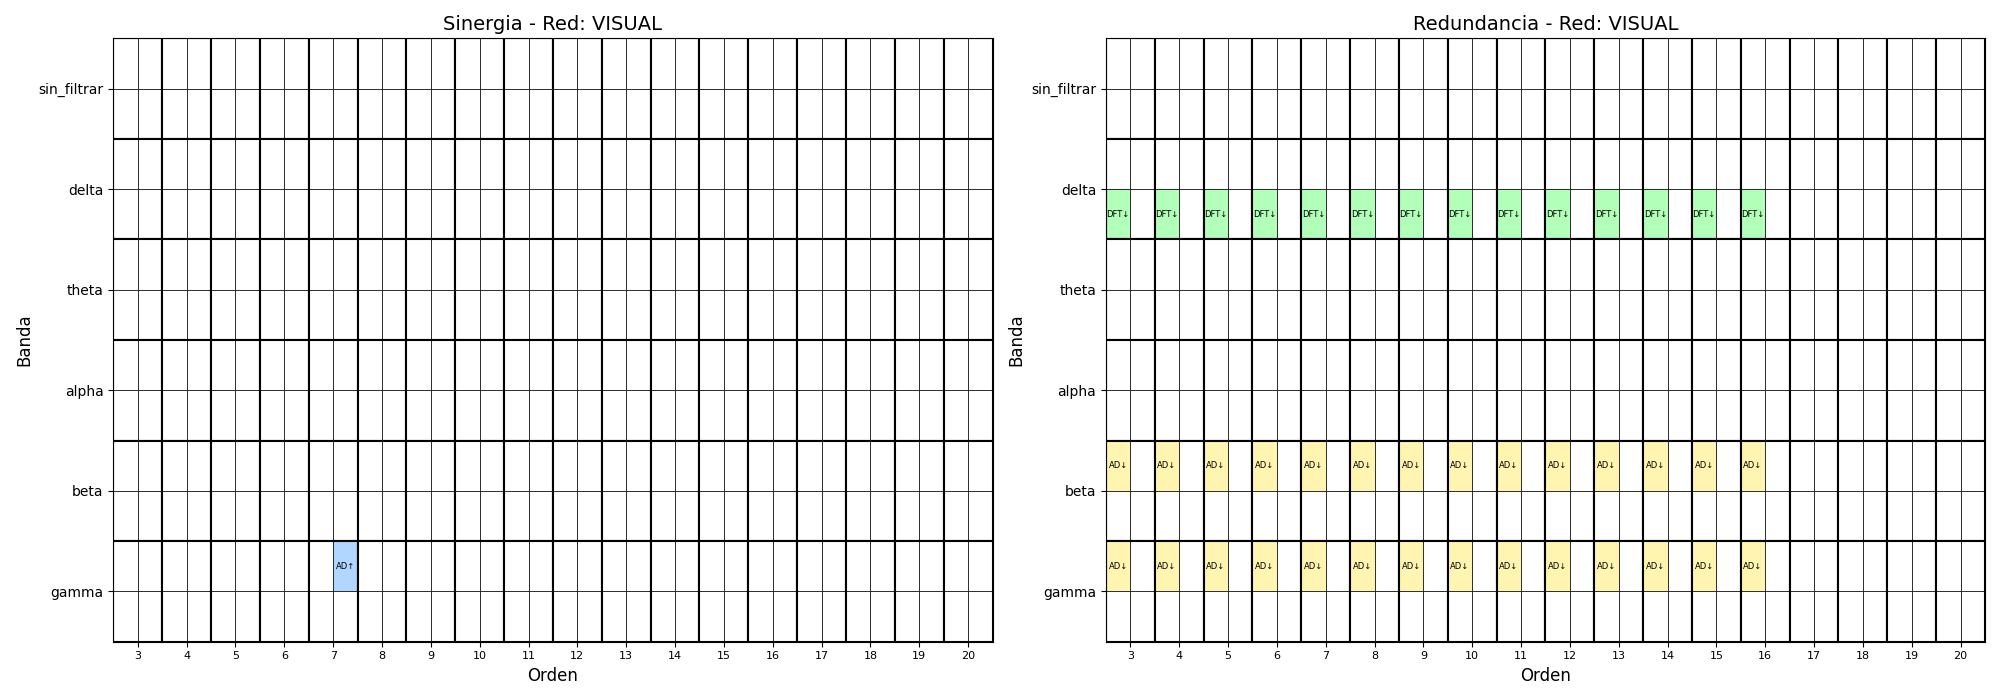 Sinergia - Red: VISUAL
Banda
sin_filtrar
delta
theta
alpha
beta
gamma
AD↑
3 4 5 6 7 8 9 10 11 12 13 14 15 16 17 18 19 20
Orden
Redundancia - Red: VISUAL
Banda
sin_filtrar
delta
DFT↓ DFT↓ DFT↓ DFT↓ DFT↓ DFT↓ DFT↓ DFT↓ DFT↓ DFT↓ DFT↓ DFT↓ DFT↓ DFT↓
theta
alpha
AD↓ AD↓ AD↓ AD↓ AD↓ AD↓ AD↓ AD↓ AD↓ AD↓ AD↓ AD↓ AD↓ AD↓
beta
AD↓ AD↓ AD↓ AD↓ AD↓ AD↓ AD↓ AD↓ AD↓ AD↓ AD↓ AD↓ AD↓ AD↓
gamma
3 4 5 6 7 8 9 10 11 12 13 14 15 16 17 18 19 20
Orden